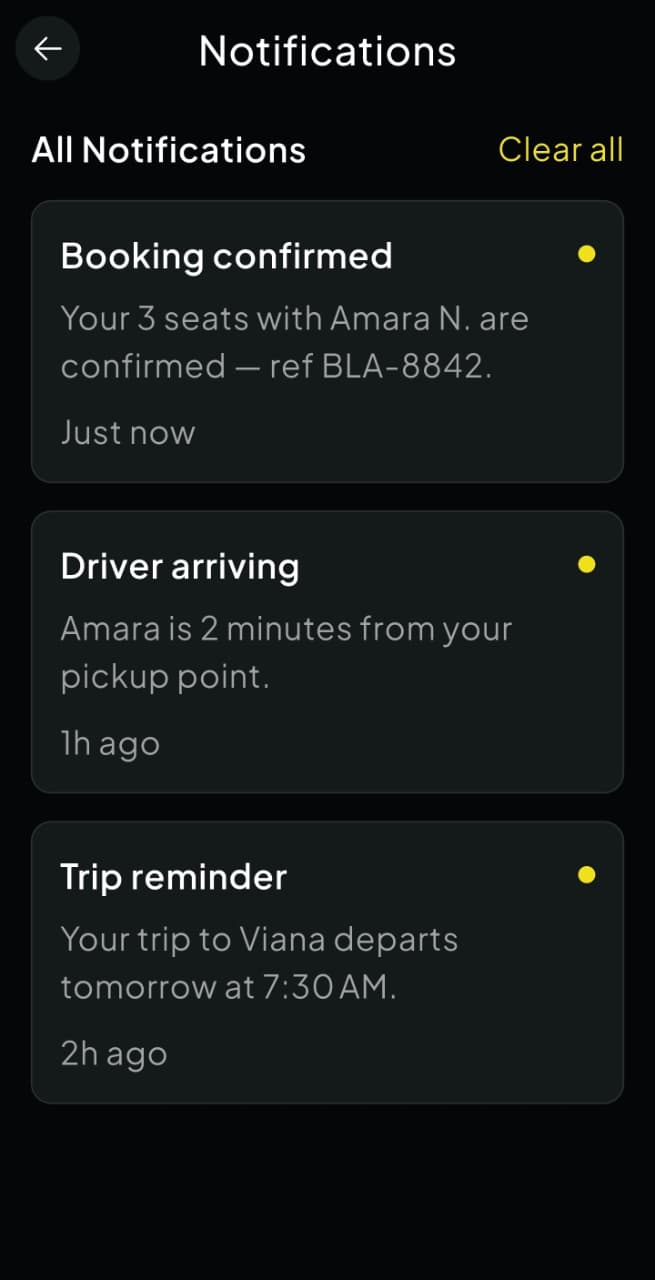 Notifications
All Notifications
Clear all
Booking confirmed
Your 3 seats with Amara N. are
confirmed — ref BLA-8842.
Just now
Driver arriving
Amara is 2 minutes from your
pickup point.
1h ago
Trip reminder
Your trip to Viana departs
tomorrow at 7:30 AM.
2h ago